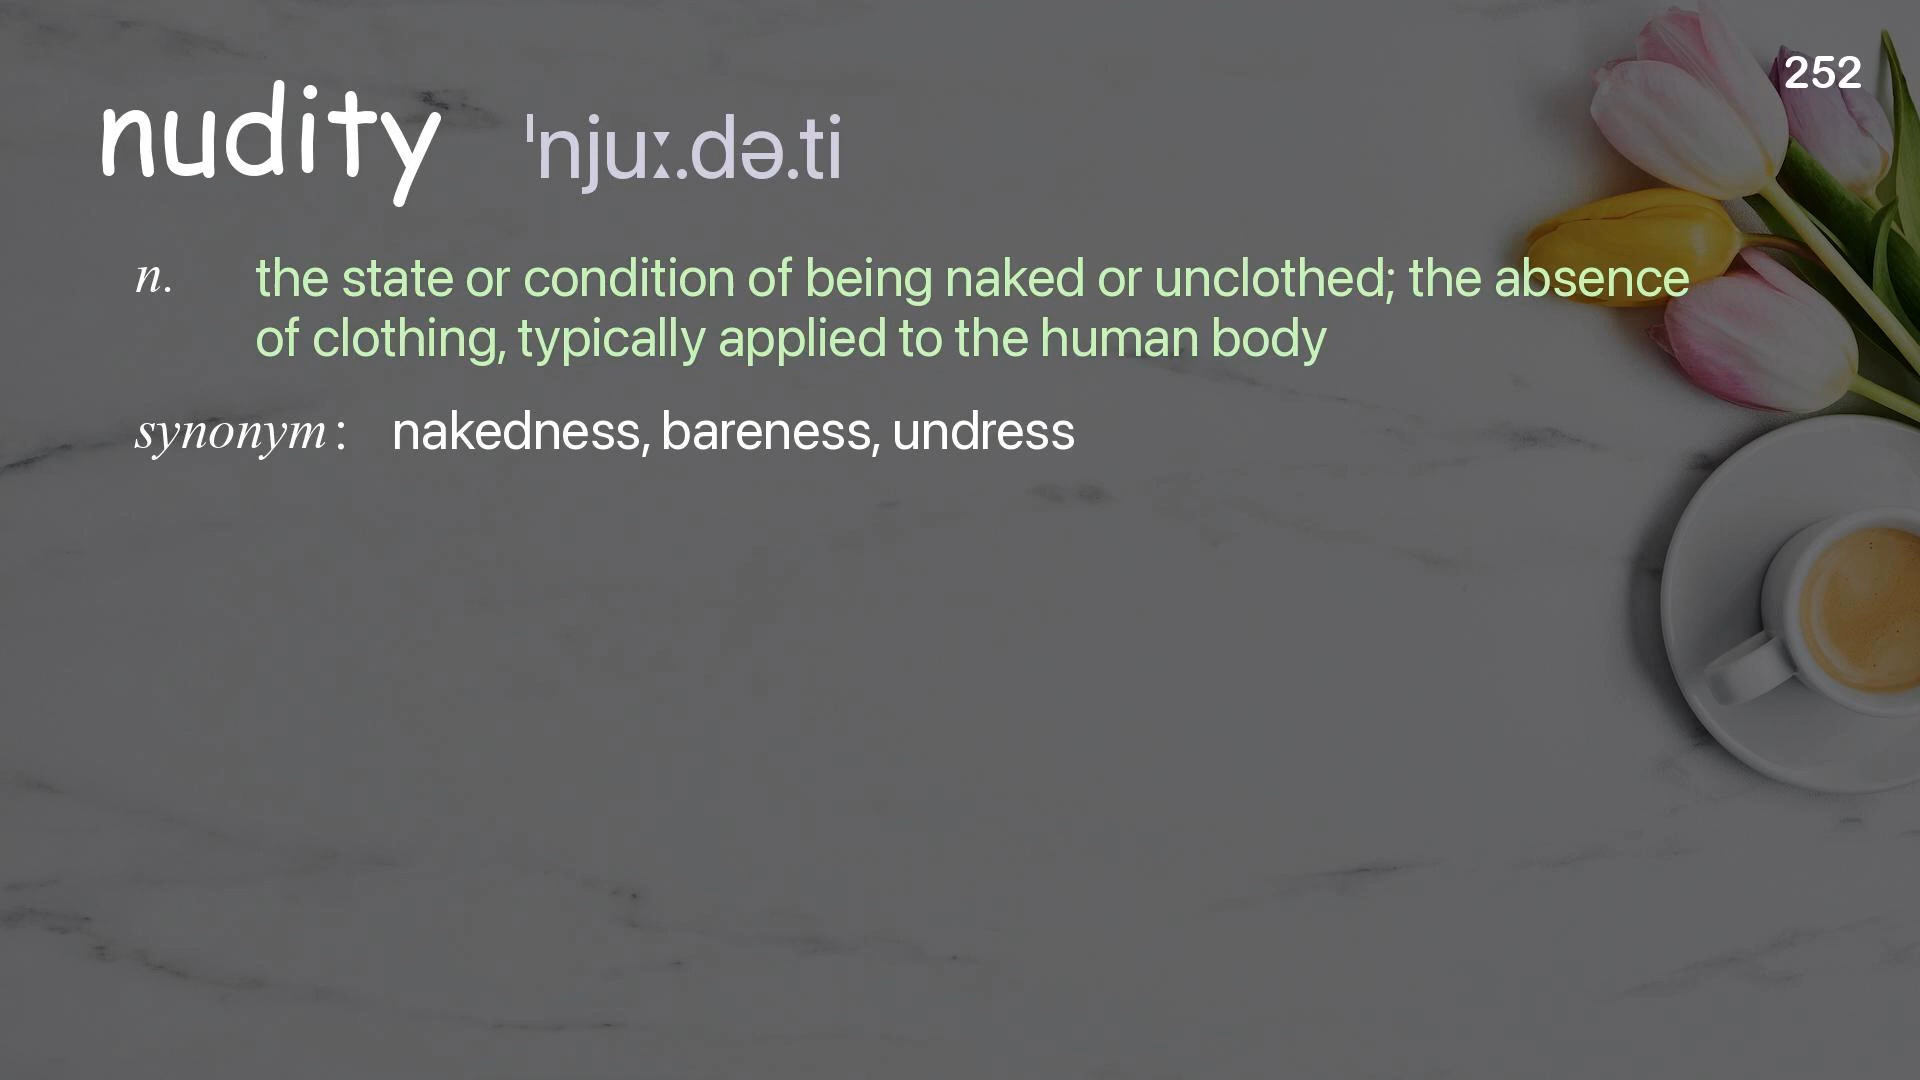 252
nudity ˈnjuː.də.ti
n. the state or condition of being naked or unclothed; the absence
of clothing, typically applied to the human body
synonym: nakedness, bareness, undress